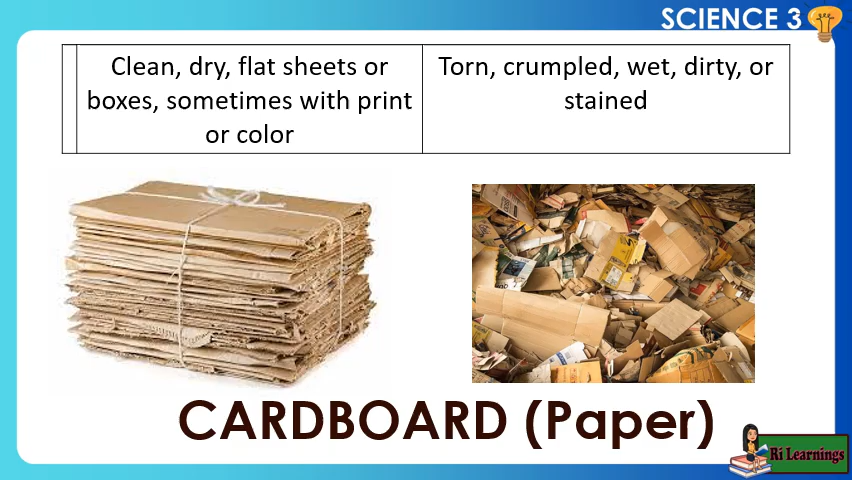 SCIENCE 3
Clean, dry, flat sheets or
boxes, sometimes with print
or color
Torn, crumpled, wet, dirty, or
stained
CARDBOARD (Paper)
Ri Learnings